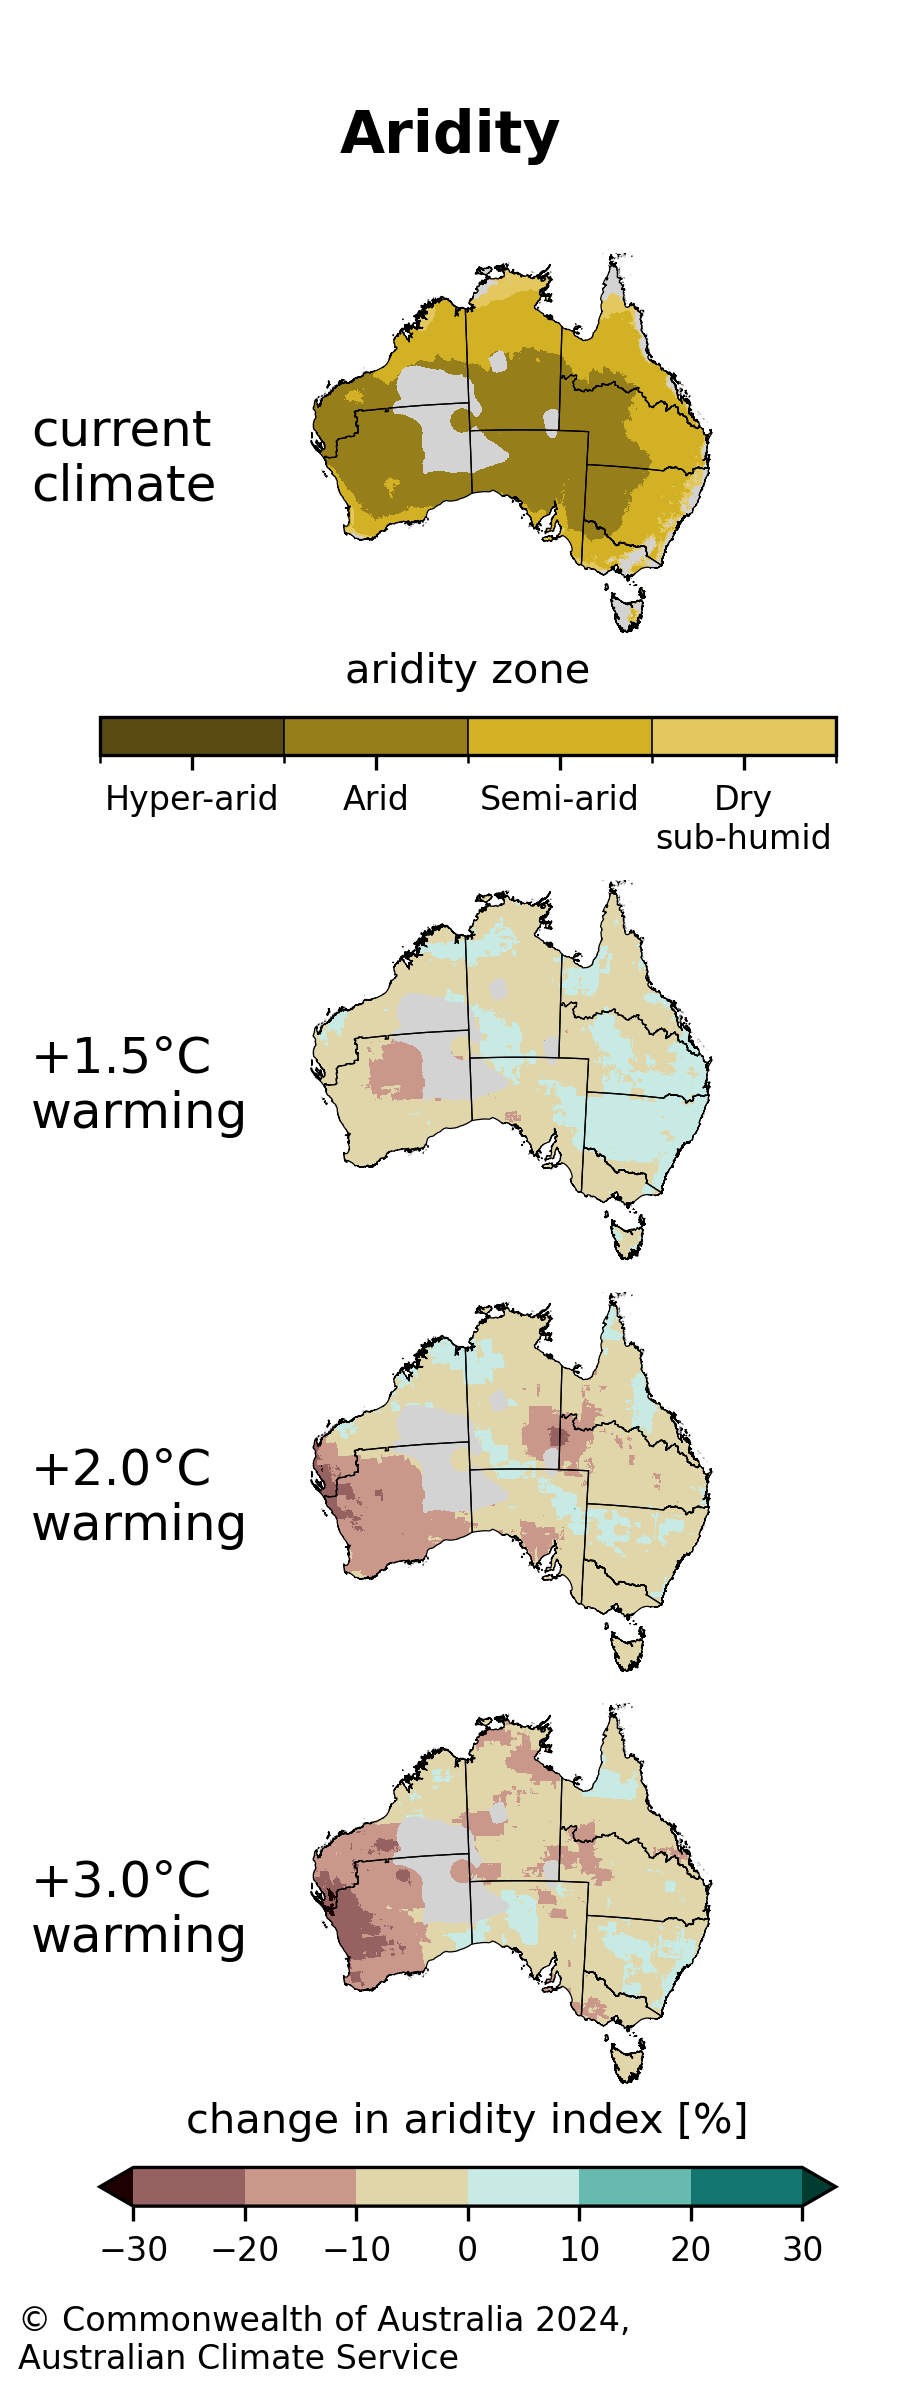 Aridity
current
climate
aridity zone
Hyper-arid Arid Semi-arid Dry
sub-humid
+1.5°C
warming
+2.0°C
warming
+3.0°C
warming
change in aridity index [%]
−30 −20 −10 0 10 20 30
© Commonwealth of Australia 2024,
Australian Climate Service